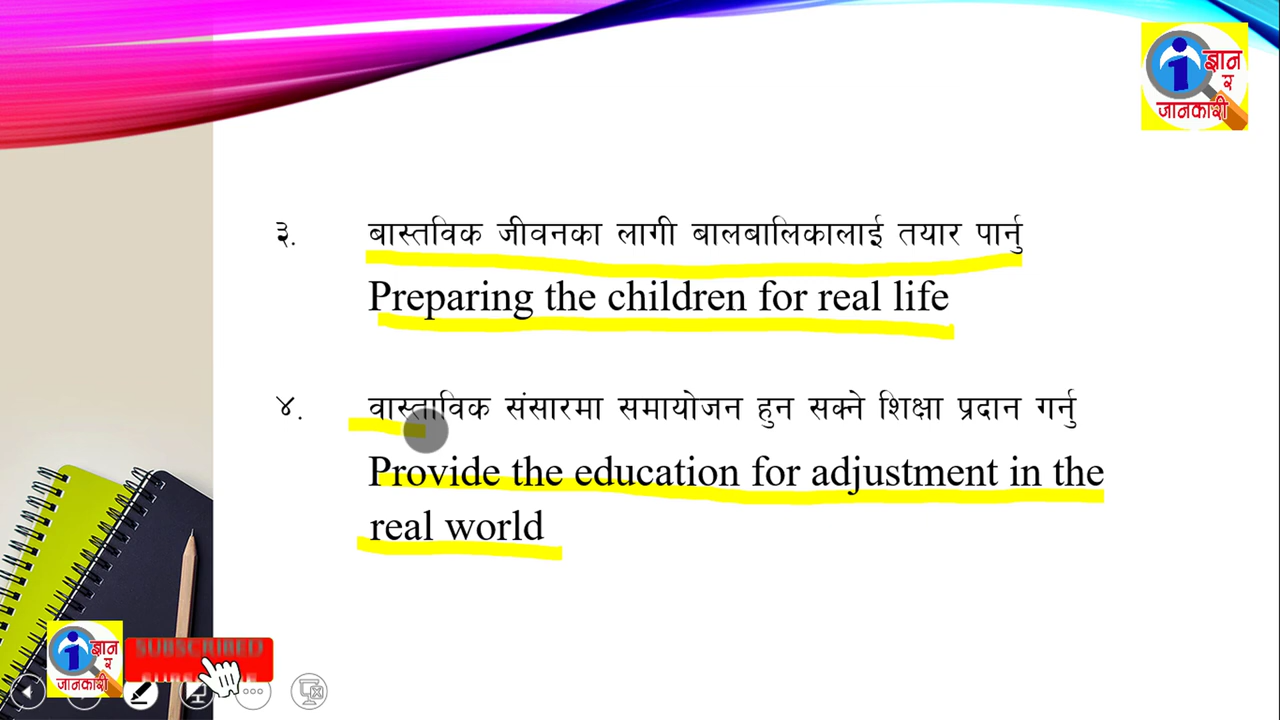 ज्ञान
र
जानकारी
३. बास्तविक जीवनका लागी बालबालिकालाई तयार पार्नु
Preparing the children for real life
४. वास्ताविक संसारमा समायोजन हुन सक्ने शिक्षा प्रदान गर्नु
Provide the education for adjustment in the
real world
ज्ञान
र
जानकारी
SUBSCRIBED